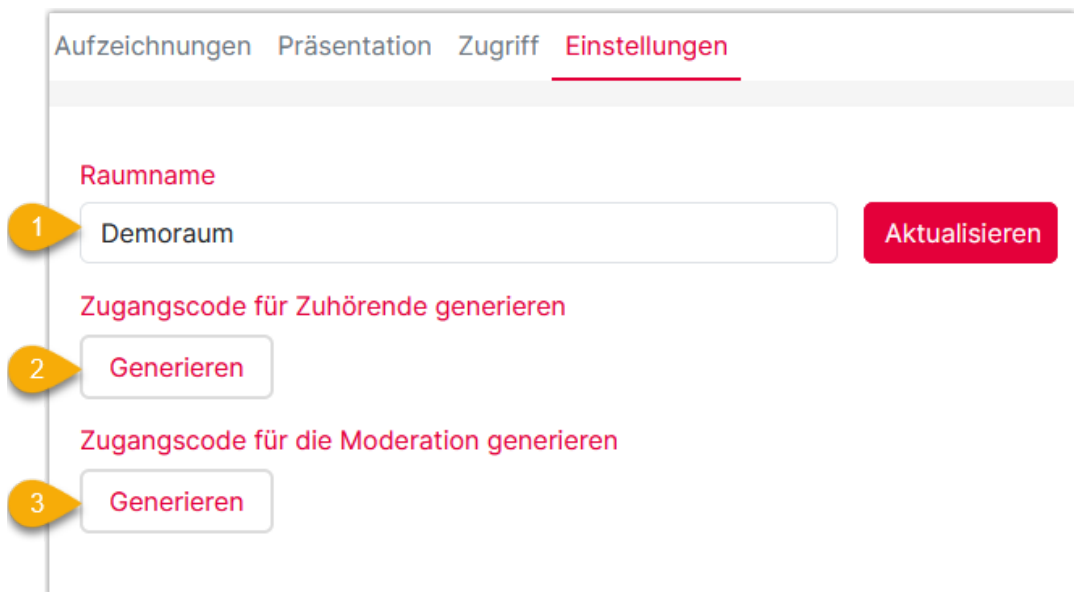 Aufzeichnungen Präsentation Zugriff Einstellungen
Raumname
1 Demoraum Aktualisieren
Zugangscode für Zuhörende generieren
2 Generieren
Zugangscode für die Moderation generieren
3 Generieren